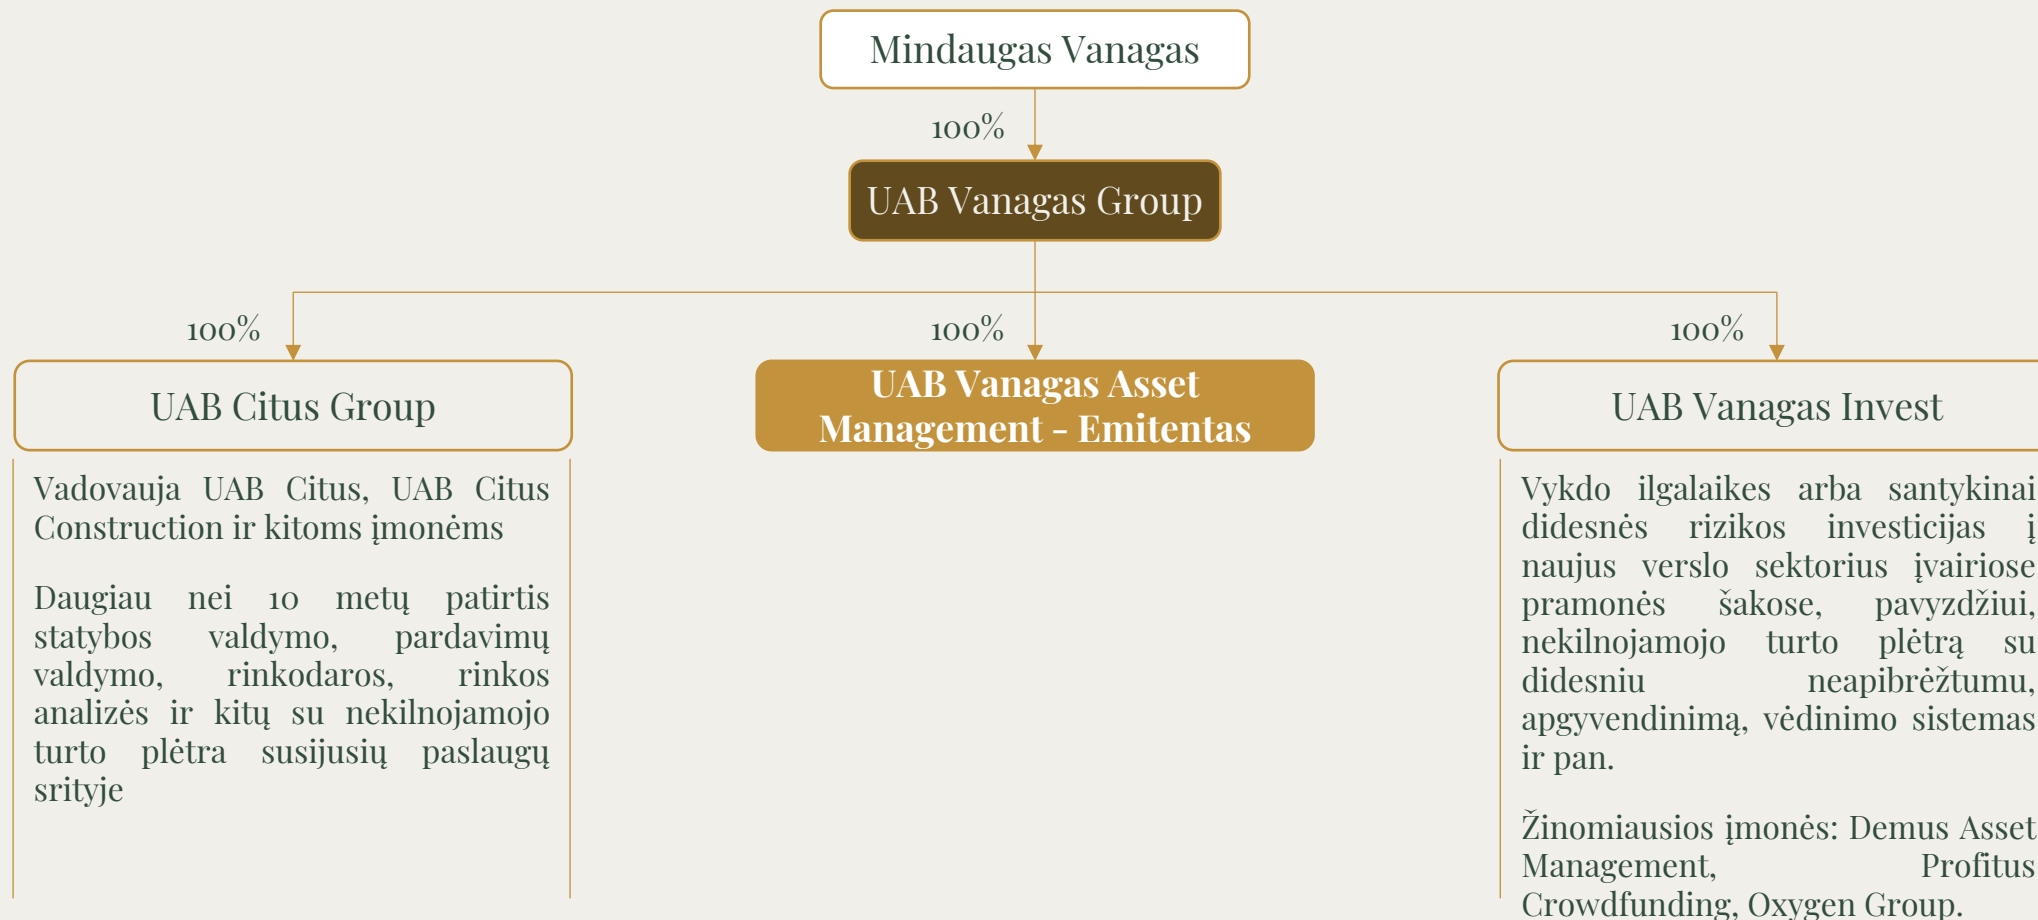 Mindaugas Vanagas
100%
UAB Vanagas Group
100%
100%
100%
UAB Citus Group
UAB Vanagas Asset
Management - Emitentas
UAB Vanagas Invest
Vadovauja UAB Citus, UAB Citus
Construction ir kitoms įmonėms
Daugiau nei 10 metų patirtis
statybos valdymo, pardavimų
valdymo, rinkodaros, rinkos
analizės ir kitų su nekilnojamojo
turto plėtra susijusių paslaugų
srityje
Vykdo ilgalaikes arba santykinai
didesnės rizikos investicijas į
naujus verslo sektorius įvairiose
pramonės šakose, pavyzdžiui,
nekilnojamojo turto plėtrą su
didesniu neapibrėžtumu,
apgyvendinimą, vėdinimo sistemas
ir pan.
Žinomiausios įmonės: Demus Asset
Management, Profitus
Crowdfunding, Oxygen Group.